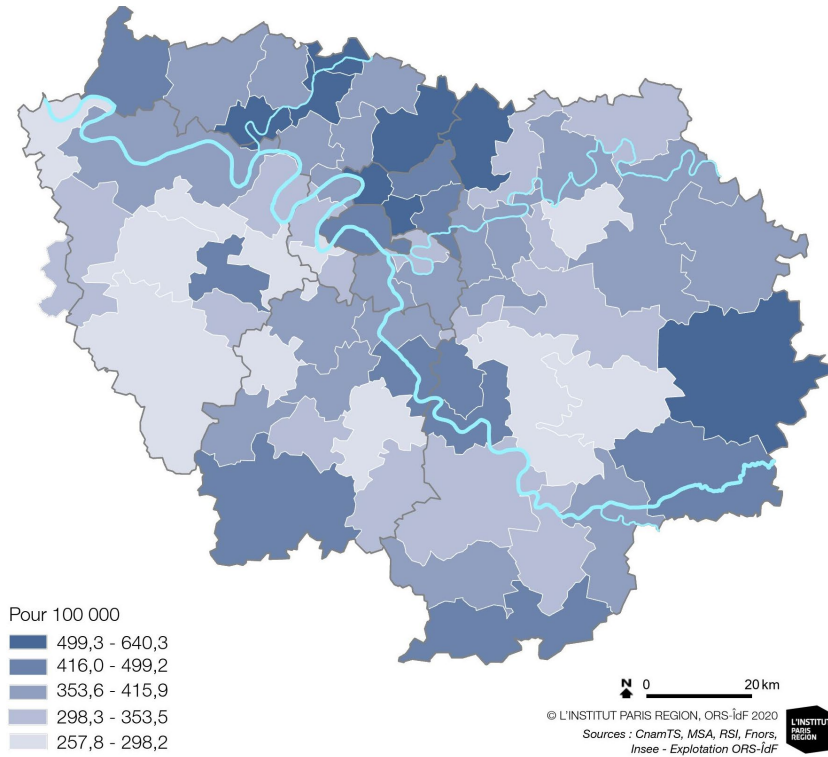 Pour 100 000
499,3 - 640,3
416,0 - 499,2
353,6 - 415,9
298,3 - 353,5
257,8 - 298,2
N 0 20 km
© L'INSTITUT PARIS REGION, ORS-ÎdF 2020
Sources : CnamTS, MSA, RSI, Fnors,
Insee - Explotation ORS-ÎdF
L'INSTITUT
PARIS
REGION